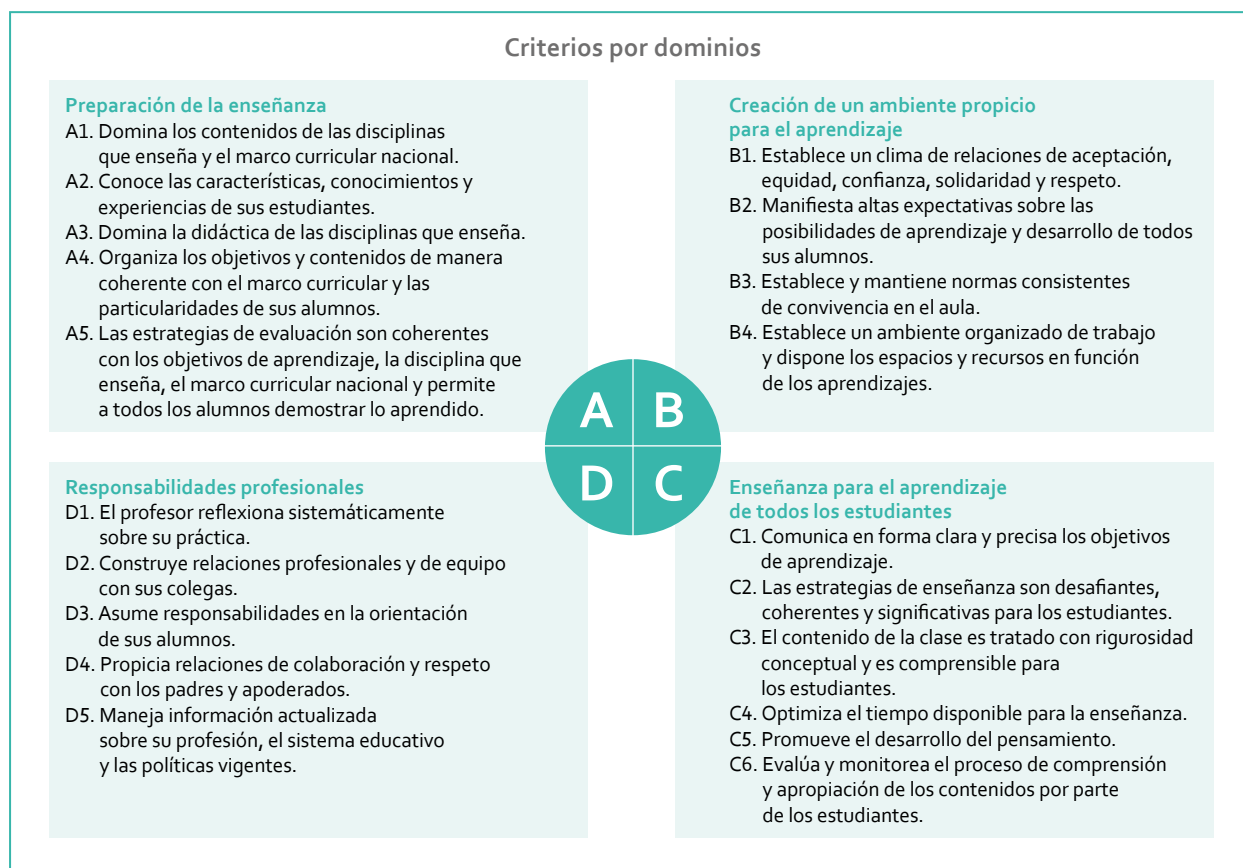 Criterios por dominios
Preparación de la enseñanza
A1. Domina los contenidos de las disciplinas
que enseña y el marco curricular nacional.
A2. Conoce las características, conocimientos y
experiencias de sus estudiantes.
A3. Domina la didáctica de las disciplinas que enseña.
A4. Organiza los objetivos y contenidos de manera
coherente con el marco curricular y las
particularidades de sus alumnos.
A5. Las estrategias de evaluación son coherentes
con los objetivos de aprendizaje, la disciplina que
enseña, el marco curricular nacional y permite
a todos los alumnos demostrar lo aprendido.
Creación de un ambiente propicio
para el aprendizaje
B1. Establece un clima de relaciones de aceptación,
equidad, confianza, solidaridad y respeto.
B2. Manifiesta altas expectativas sobre las
posibilidades de aprendizaje y desarrollo de todos
sus alumnos.
B3. Establece y mantiene normas consistentes
de convivencia en el aula.
B4. Establece un ambiente organizado de trabajo
y dispone los espacios y recursos en función
de los aprendizajes.
A B
D C
Responsabilidades profesionales
D1. El profesor reflexiona sistemáticamente
sobre su práctica.
D2. Construye relaciones profesionales y de equipo
con sus colegas.
D3. Asume responsabilidades en la orientación
de sus alumnos.
D4. Propicia relaciones de colaboración y respeto
con los padres y apoderados.
D5. Maneja información actualizada
sobre su profesión, el sistema educativo
y las políticas vigentes.
Enseñanza para el aprendizaje
de todos los estudiantes
C1. Comunica en forma clara y precisa los objetivos
de aprendizaje.
C2. Las estrategias de enseñanza son desafiantes,
coherentes y significativas para los estudiantes.
C3. El contenido de la clase es tratado con rigurosidad
conceptual y es comprensible para
los estudiantes.
C4. Optimiza el tiempo disponible para la enseñanza.
C5. Promueve el desarrollo del pensamiento.
C6. Evalúa y monitorea el proceso de comprensión
y apropiación de los contenidos por parte
de los estudiantes.